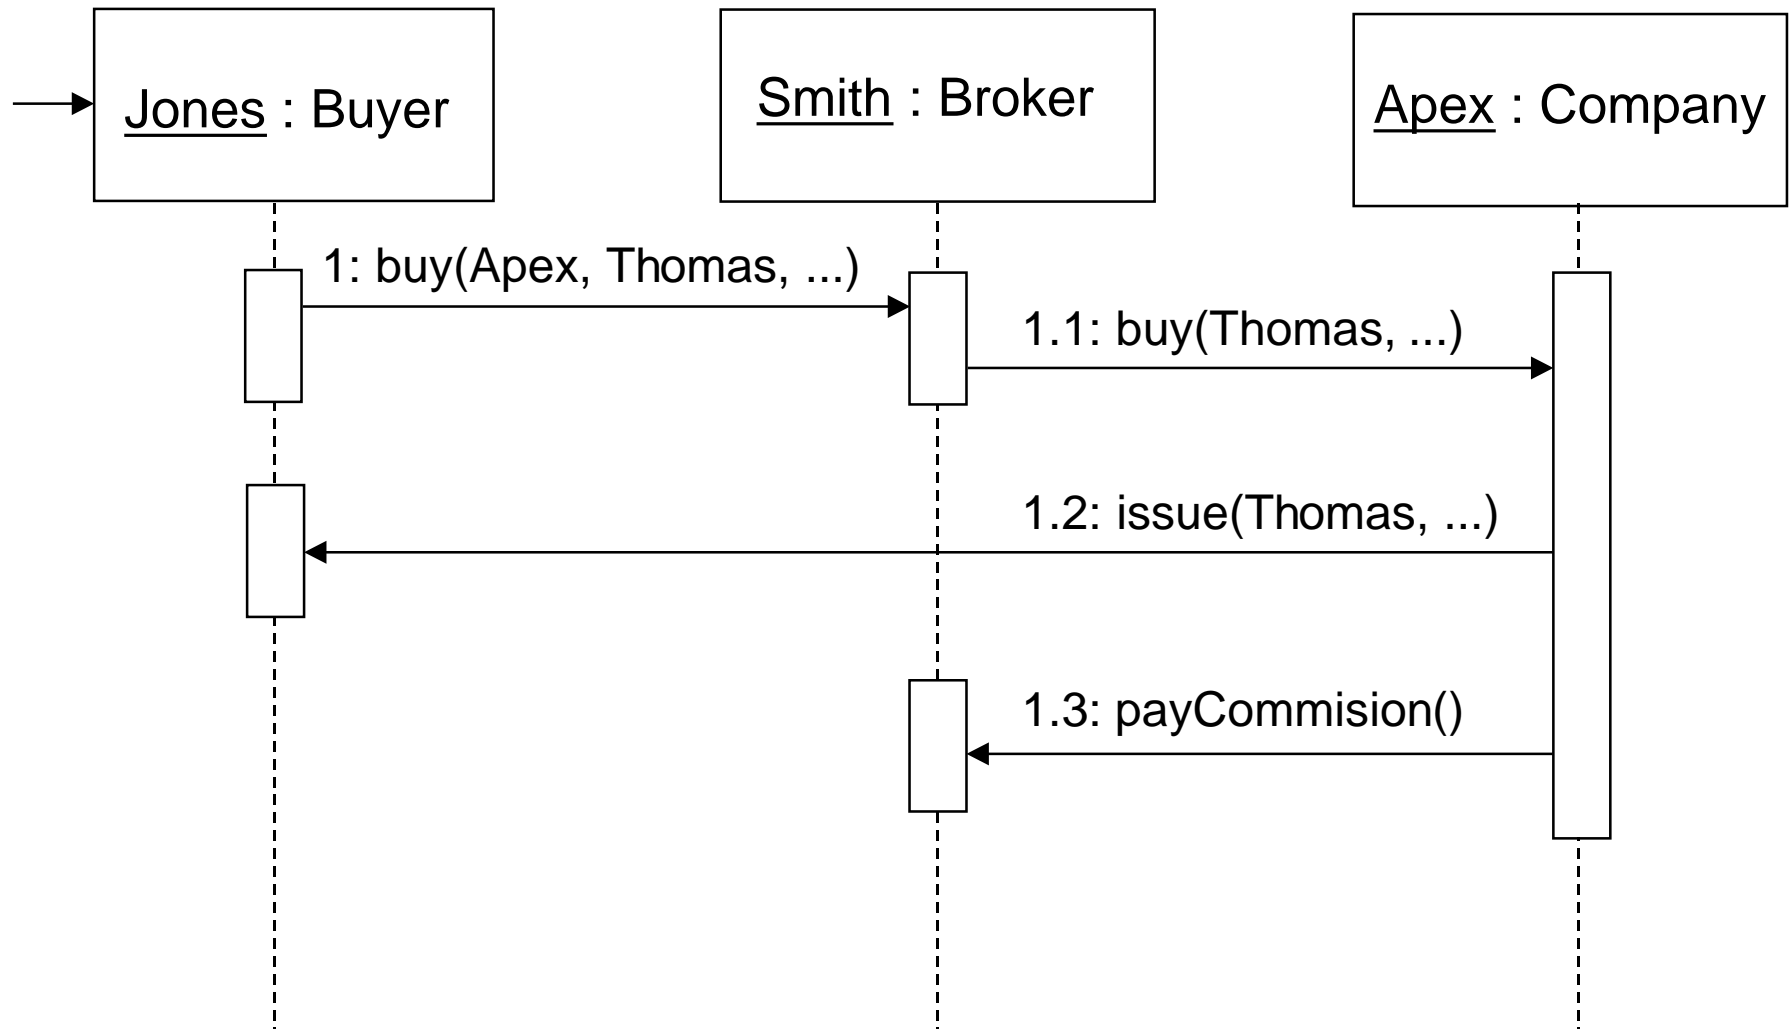 Jones : Buyer
Smith : Broker
Apex : Company
1: buy(Apex, Thomas, ...)
1.1: buy(Thomas, ...)
1.2: issue(Thomas, ...)
1.3: payCommision()